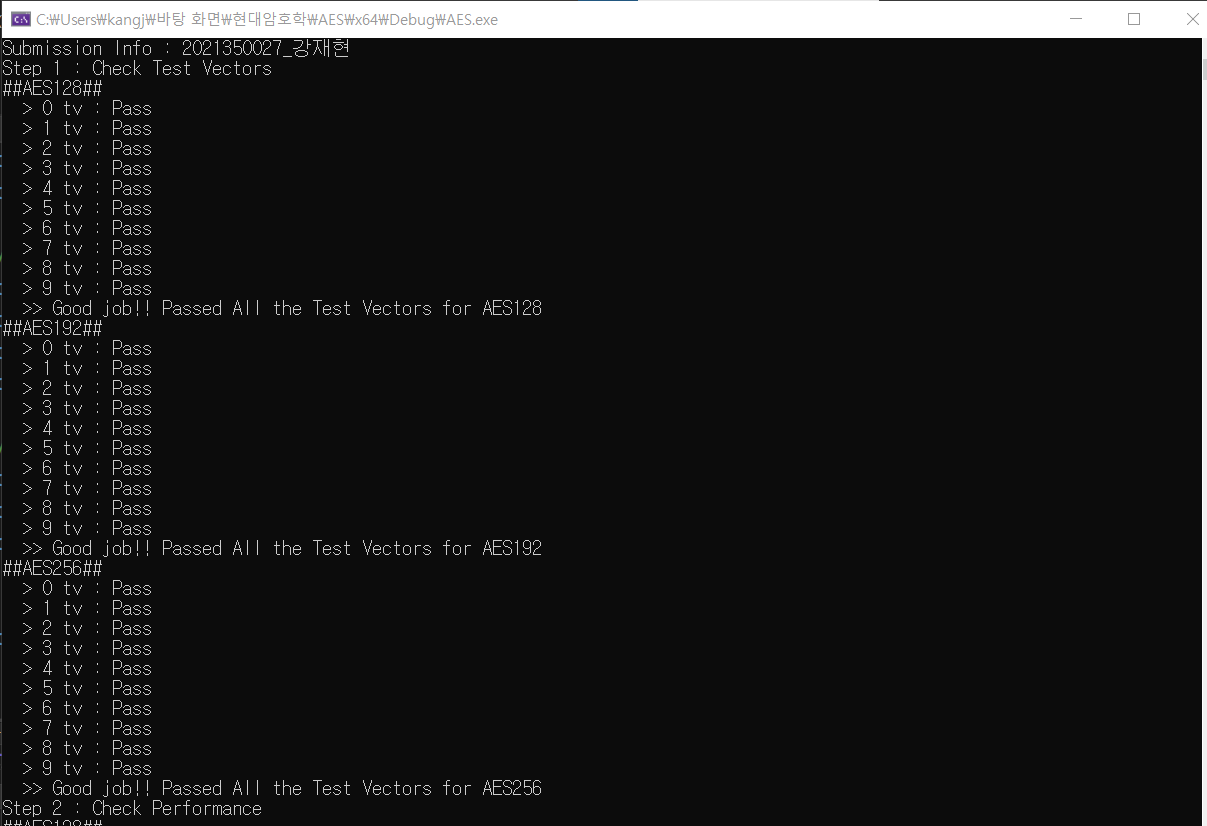 C:\Users\kangj\바탕 화면\현대암호학\AES\x64\Debug\AES.exe
Submission Info : 2021350027_강재현
Step 1 : Check Test Vectors
##AES128##
> 0 tv : Pass
> 1 tv : Pass
> 2 tv : Pass
> 3 tv : Pass
> 4 tv : Pass
> 5 tv : Pass
> 6 tv : Pass
> 7 tv : Pass
> 8 tv : Pass
> 9 tv : Pass
>> Good job!! Passed All the Test Vectors for AES128
##AES192##
> 0 tv : Pass
> 1 tv : Pass
> 2 tv : Pass
> 3 tv : Pass
> 4 tv : Pass
> 5 tv : Pass
> 6 tv : Pass
> 7 tv : Pass
> 8 tv : Pass
> 9 tv : Pass
>> Good job!! Passed All the Test Vectors for AES192
##AES256##
> 0 tv : Pass
> 1 tv : Pass
> 2 tv : Pass
> 3 tv : Pass
> 4 tv : Pass
> 5 tv : Pass
> 6 tv : Pass
> 7 tv : Pass
> 8 tv : Pass
> 9 tv : Pass
>> Good job!! Passed All the Test Vectors for AES256
Step 2 : Check Performance
##AES128##